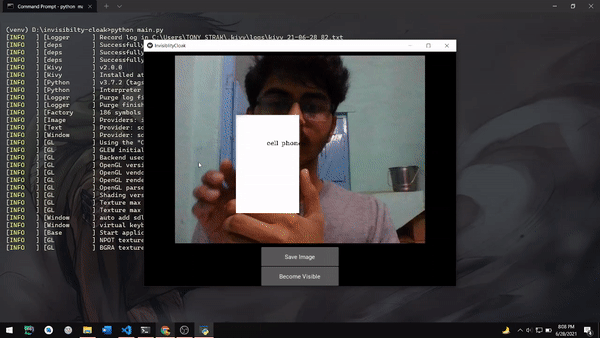 Command Prompt - python ma
(venv) D:\invisibilty-cloak>python main.py
[INFO ] [Logger ] Record log in C:\Users\TONY STRAK\.kivy\logs\kivy_21-06-28_82.txt
[INFO ] [deps ] Successfully
[INFO ] [deps ] Successfully
[INFO ] [deps ] Successfully
[INFO ] [Kivy ] v2.0.0
[INFO ] [Kivy ] Installed at
[INFO ] [Python ] v3.7.2 (tags
[INFO ] [Python ] Interpreter
[INFO ] [Logger ] Purge log fi
[INFO ] [Logger ] Purge finish
[INFO ] [Factory ] 186 symbols
[INFO ] [Image ] Providers: i
[INFO ] [Text ] Provider: s
[INFO ] [Window ] Provider: s
[INFO ] [GL ] Using the "O
[INFO ] [GL ] GLEW initial
[INFO ] [GL ] Backend used
[INFO ] [GL ] OpenGL versi
[INFO ] [GL ] OpenGL vendo
[INFO ] [GL ] OpenGL rende
[INFO ] [GL ] OpenGL parse
[INFO ] [GL ] Shading vers
[INFO ] [GL ] Texture max
[INFO ] [GL ] Texture max
[INFO ] [Window ] auto add sdl
[INFO ] [Window ] virtual keyb
[INFO ] [Base ] Start applic
[INFO ] [GL ] NPOT texture
[INFO ] [GL ] BGRA texture
InvisibiltyCloak
cell phone
Save Image
Become Visible
8:08 PM
6/28/2021